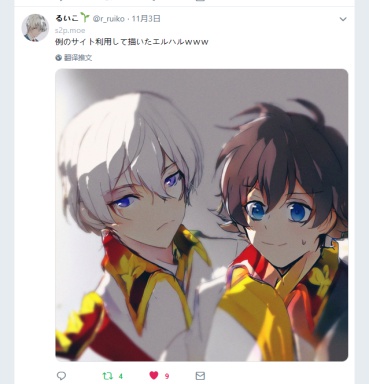 るいこ @r_ruiko · 11月3日
s2p.moe
例のサイト利用して描いたエルハルｗｗｗ
翻译推文
4 9